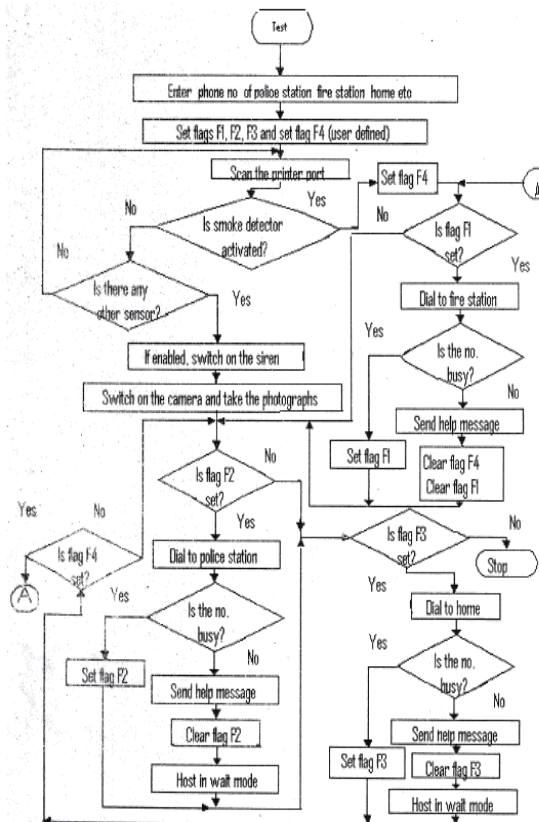 Test
Enter phone no. of police station fire station home etc
Set flags F1, F2, F3 and set flag F4 (user defined)
Scan the printer port
Set flag F4
A
Yes
No
Is smoke detector
activated?
No
Is flag F1
set?
Yes
No
Is there any
other sensor?
Yes
Dial to fire station
Yes
Is the no.
busy?
No
If enabled, switch on the siren
Switch on the camera and take the photographs
Send help message
Set flag F1
Clear flag F4
Clear flag F1
No
Is flag F2
set?
Yes
No
Yes
Is flag F4
set?
A
Is flag F3
set?
No
Stop
Yes
Dial to police station
Yes
Is the no.
busy?
No
Dial to home
Yes
Is the no.
busy?
No
Set flag F2
Send help message
Clear flag F2
Host in wait mode
Send help message
Set flag F3
Clear flag F3
Host in wait mode